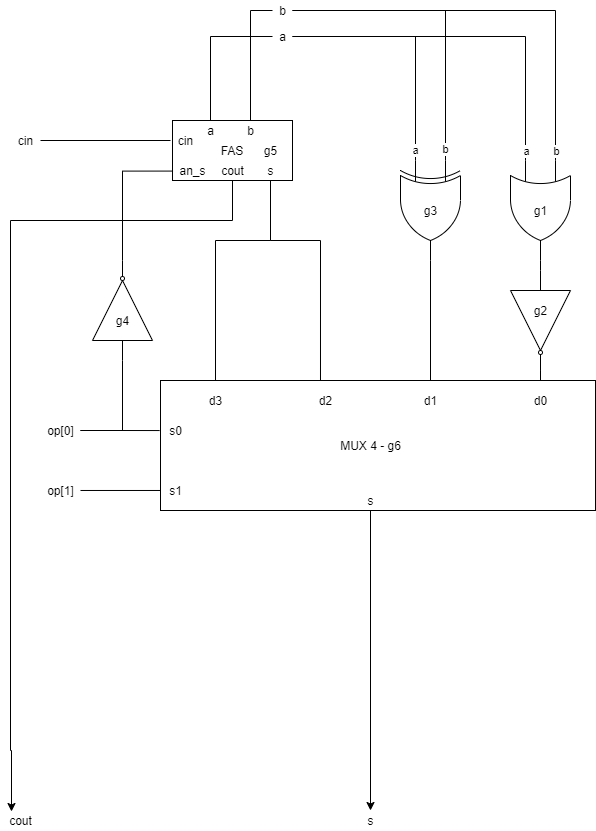 b
a
a b
cin cin
FAS g5
an_s cout s
a b a b
g3 g1
g4 g2
d3 d2 d1 d0
op[0] s0
MUX 4 - g6
op[1] s1
s
cout s